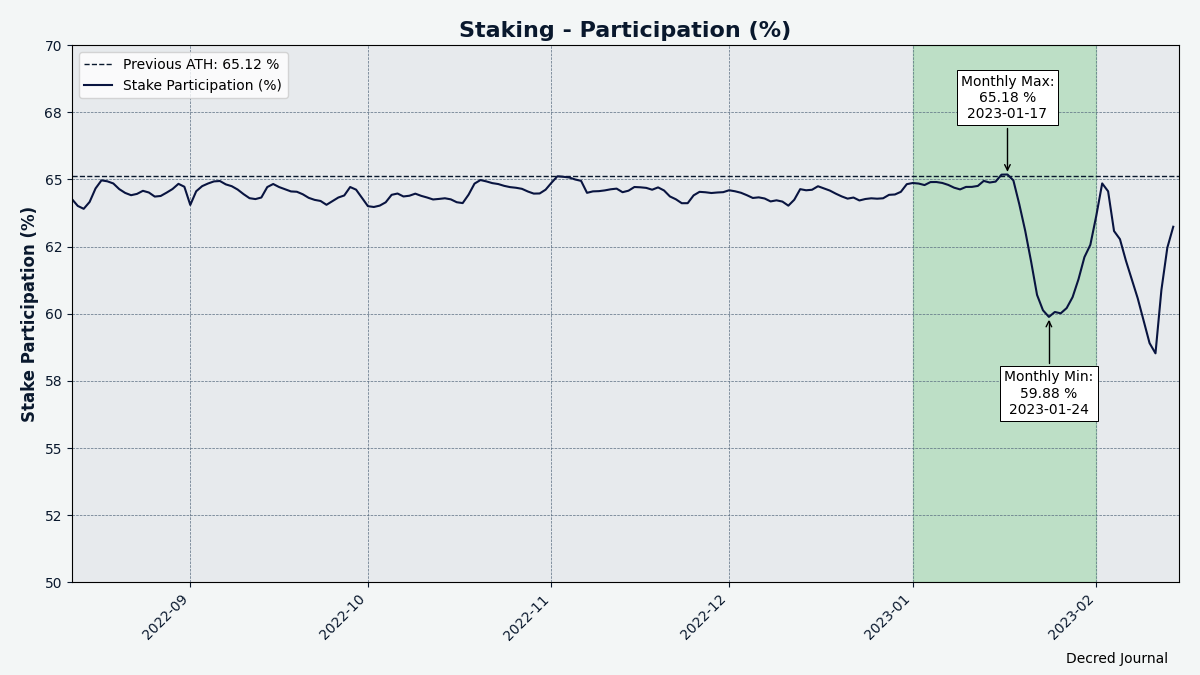 Staking - Participation (%)
Previous ATH: 65.12 %
Stake Participation (%)
Monthly Max:
65.18 %
2023-01-17
Monthly Min:
59.88 %
2023-01-24
Stake Participation (%)
70
68
65
62
60
58
55
52
50
2022-09
2022-10
2022-11
2022-12
2023-01
2023-02
Decred Journal